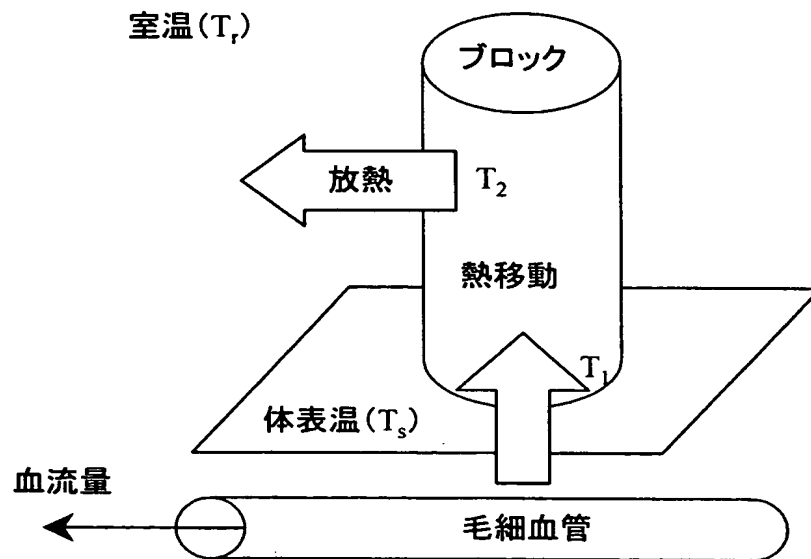 室温(Tr)
ブロック
放熱
T2
熱移動
T1
体表温(Ts)
血流量
毛細血管